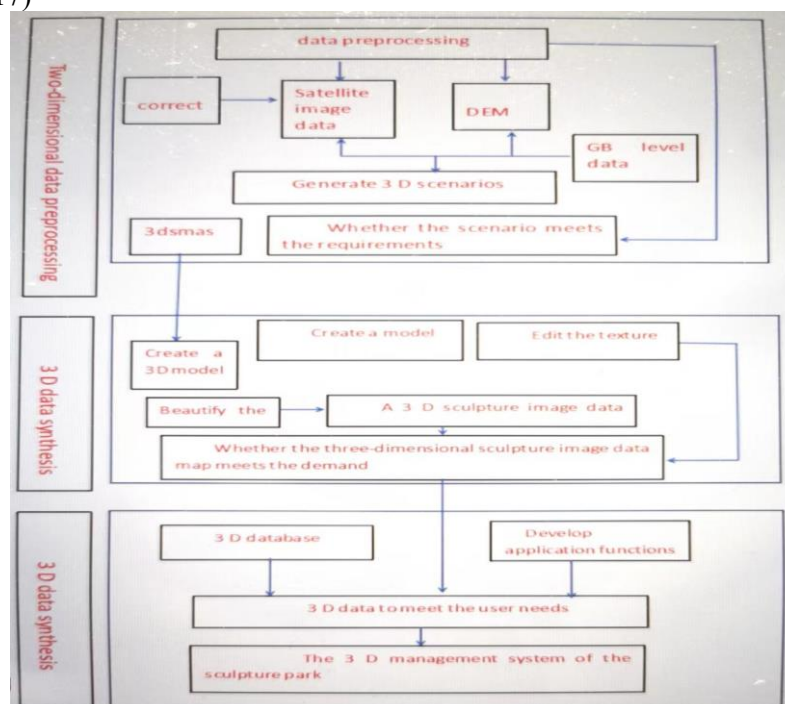 17)
data preprocessing
Two-dimensional data preprocessing
correct
Satellite
image
data
DEM
GB level
data
Generate 3 D scenarios
3dsmas
Whether the scenario meets
the requirements
3 D data synthesis
Create a model
Edit the texture
Create a
3D model
Beautify the
A 3 D sculpture image data
Whether the three-dimensional sculpture image data
map meets the demand
3 D data synthesis
3 D database
Develop
application functions
3 D data to meet the user needs
The 3 D management system of the
sculpture park